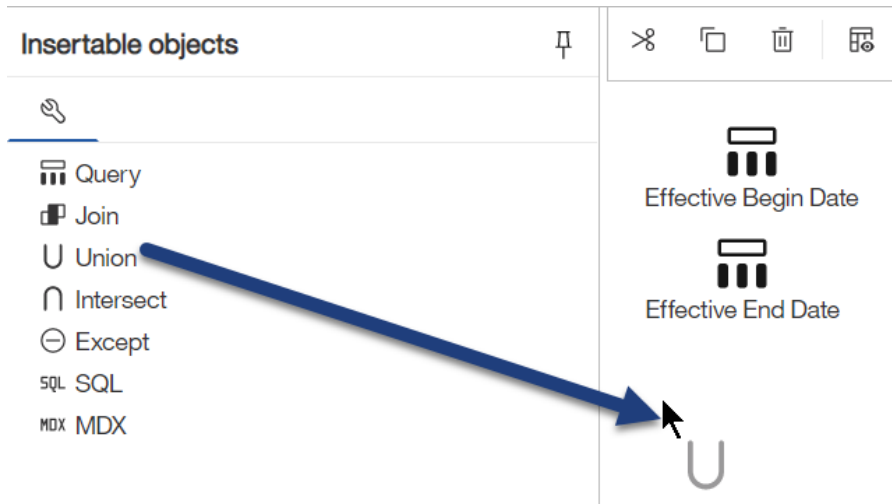 Insertable objects
Query
Join
Union
Intersect
Except
SQL SQL
MDX MDX
Effective Begin Date
Effective End Date